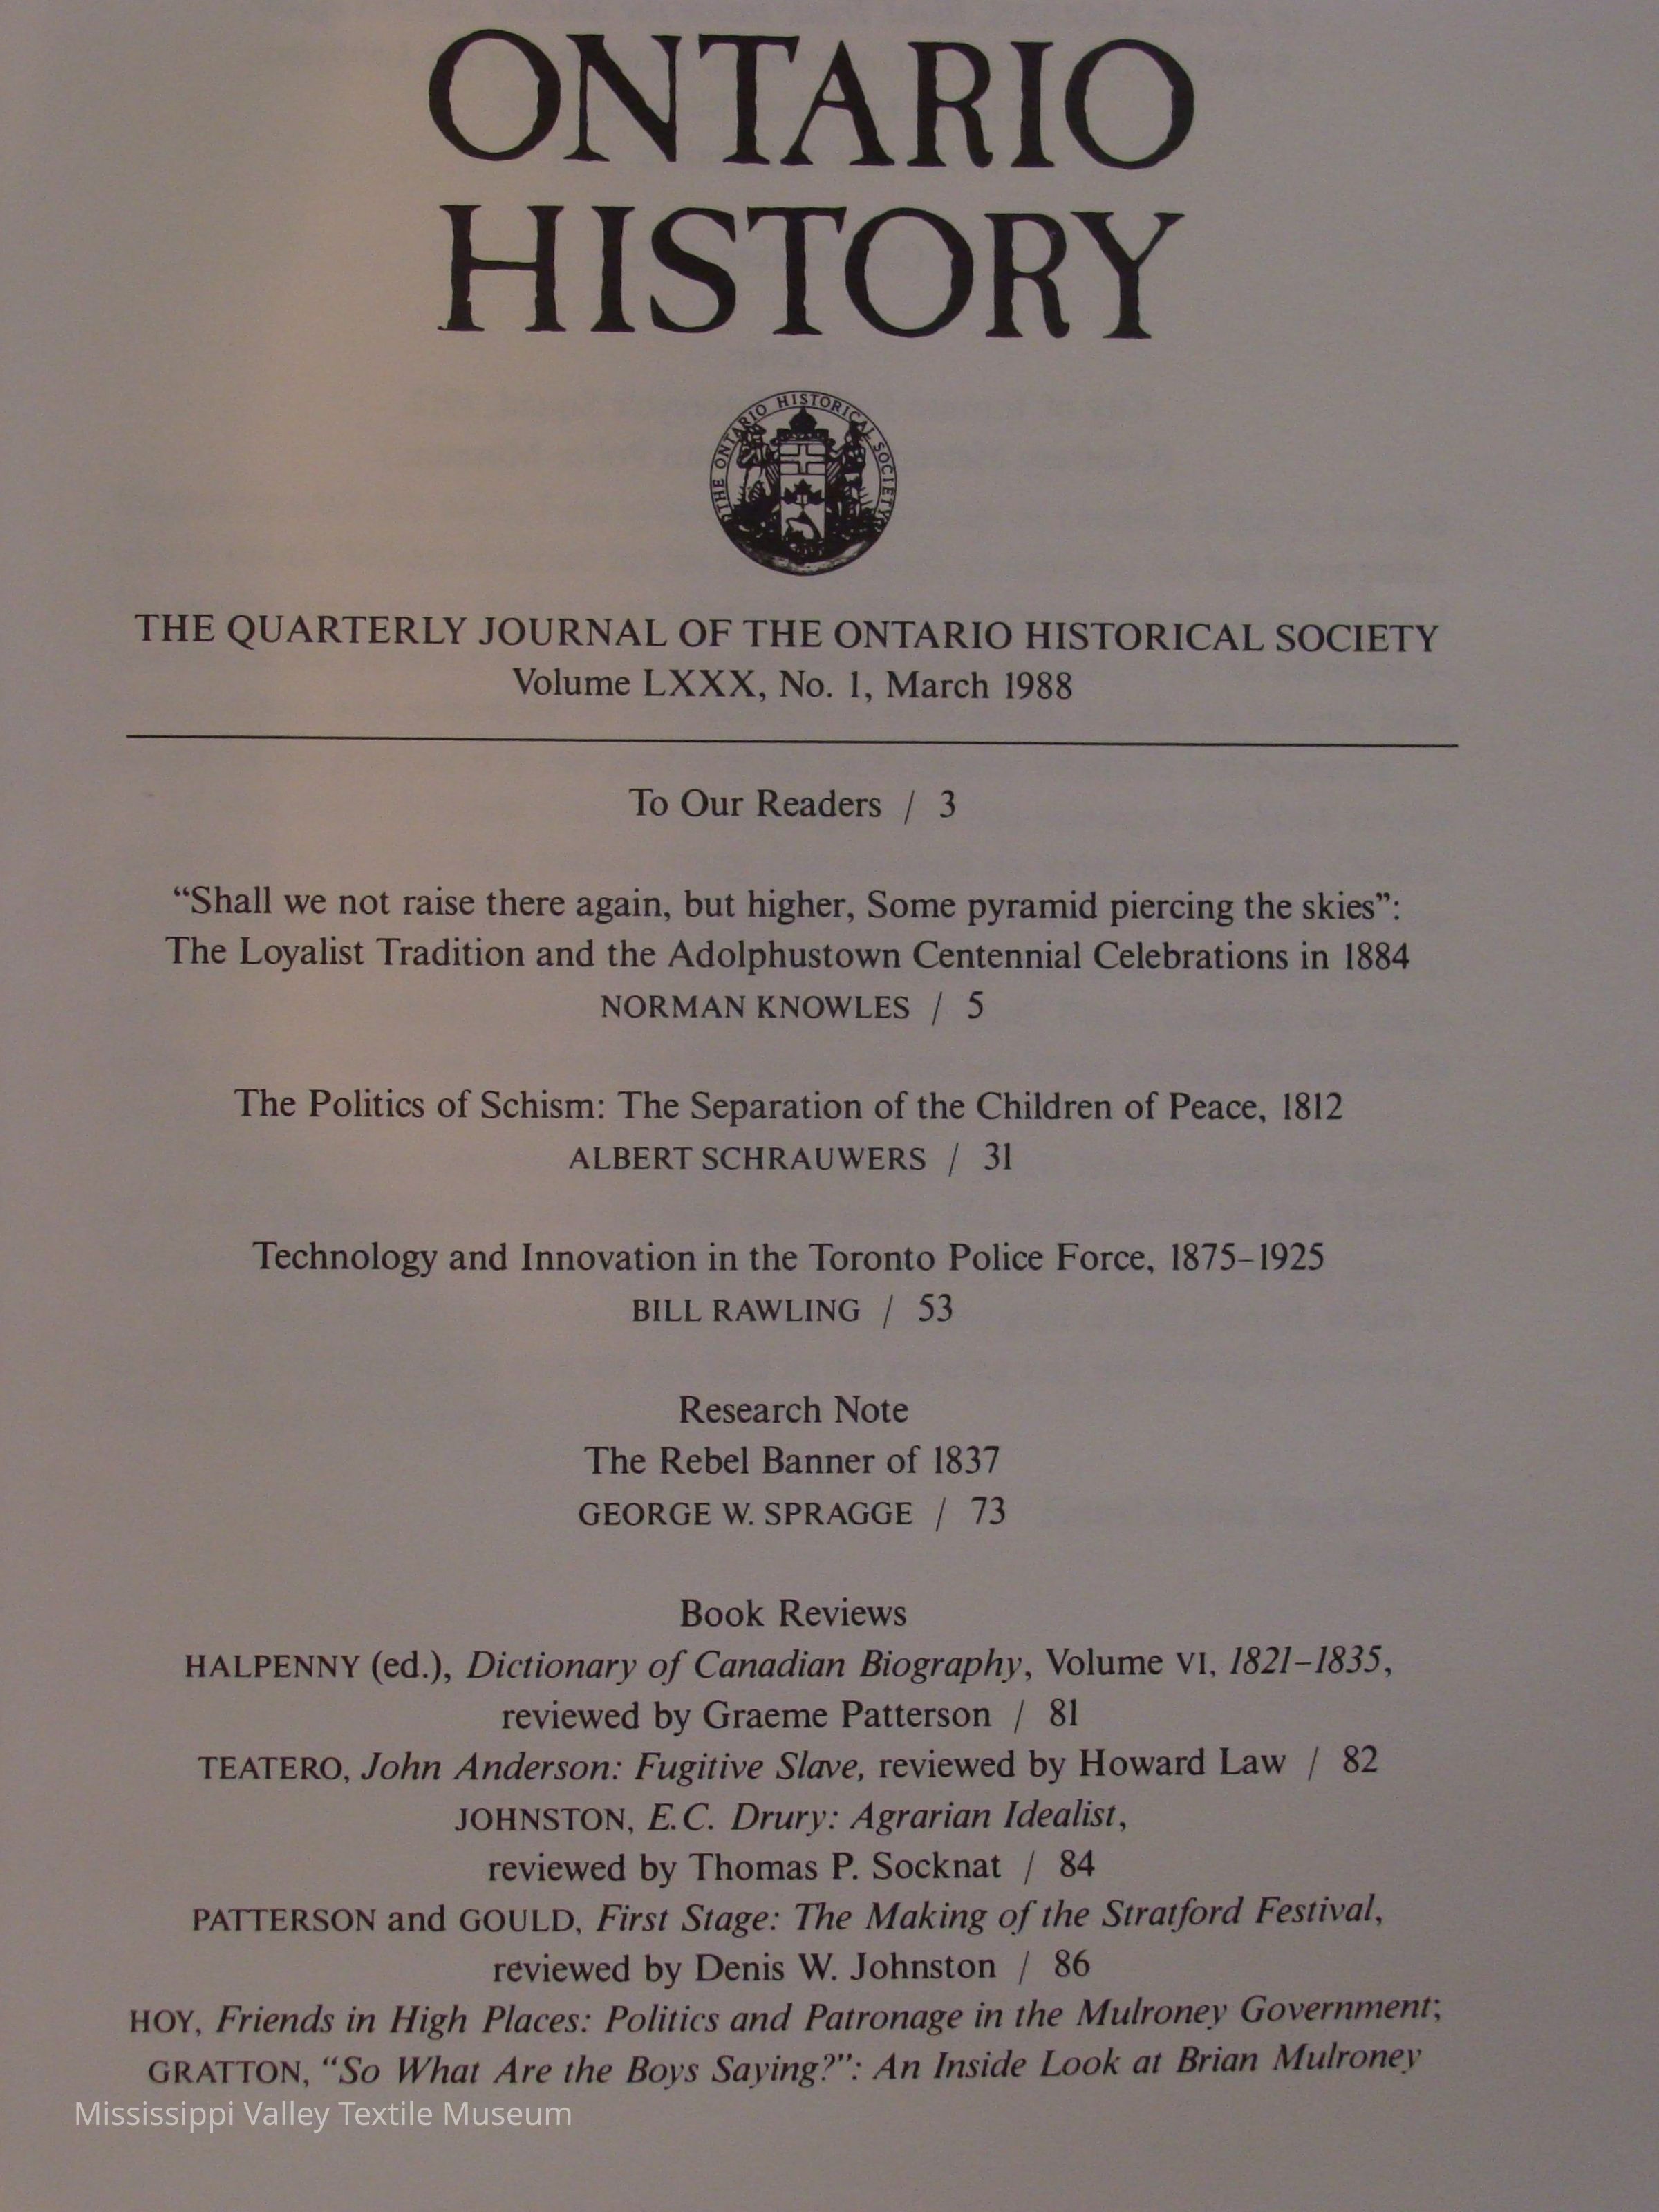 ONTARIO
HISTORY
THE ONTARIO HISTORICAL SOCIETY
THE QUARTERLY JOURNAL OF THE ONTARIO HISTORICAL SOCIETY
Volume LXXX, No. 1, March 1988
To Our Readers / 3
“Shall we not raise there again, but higher, Some pyramid piercing the skies”:
The Loyalist Tradition and the Adolphustown Centennial Celebrations in 1884
NORMAN KNOWLES / 5
The Politics of Schism: The Separation of the Children of Peace, 1812
ALBERT SCHRAUWERS / 31
Technology and Innovation in the Toronto Police Force, 1875–1925
BILL RAWLING / 53
Research Note
The Rebel Banner of 1837
GEORGE W. SPRAGGE / 73
Book Reviews
HALPENNY (ed.), Dictionary of Canadian Biography, Volume VI, 1821–1835,
reviewed by Graeme Patterson / 81
TEATERO, John Anderson: Fugitive Slave, reviewed by Howard Law / 82
JOHNSTON, E.C. Drury: Agrarian Idealist,
reviewed by Thomas P. Socknat / 84
PATTERSON and GOULD, First Stage: The Making of the Stratford Festival,
reviewed by Denis W. Johnston / 86
HOY, Friends in High Places: Politics and Patronage in the Mulroney Government;
GRATTON, “So What Are the Boys Saying?”: An Inside Look at Brian Mulroney
Mississippi Valley Textile Museum